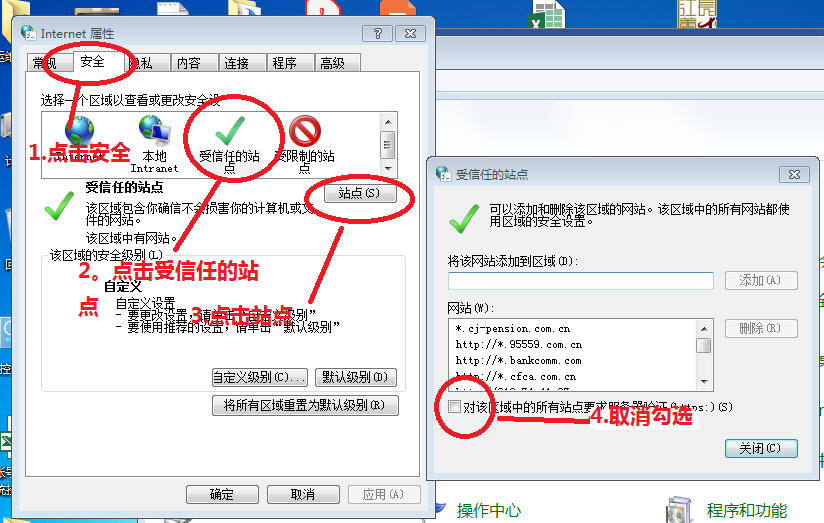 Internet 属性
常规 安全 隐私 内容 连接 程序 高级
选择一个区域以查看或更改安全设
1.点击安全
本地
Intranet
受信任的站
点
受限制的站
点
受信任的站点
站点(S)
该区域包含你确信不会损害你的计算机或文
件的网站。
该区域中有网站。
该区域的安全级别(L)
2。点击受信任的站
点
自定义
自定义设置
- 要更改设置，请单击“自定义级别”
- 要使用推荐的设置，请单击“默认级别”
3.点击站点
自定义级别(C)... 默认级别(D)
将所有区域重置为默认级别(R)
确定 取消 应用(A)
受信任的站点
可以添加和删除该区域的网站。该区域中的所有网站都使
用区域的安全设置。
将该网站添加到区域(D):
添加(A)
网站(W):
*.cj-pension.com.cn
http://*.95559.com.cn
http://*.bankcomm.com
http://*.cfca.com.cn
删除(R)
对该区域中的所有站点要求服务器验证(https:)(S)
4.取消勾选
关闭(C)
操作中心
程序和功能